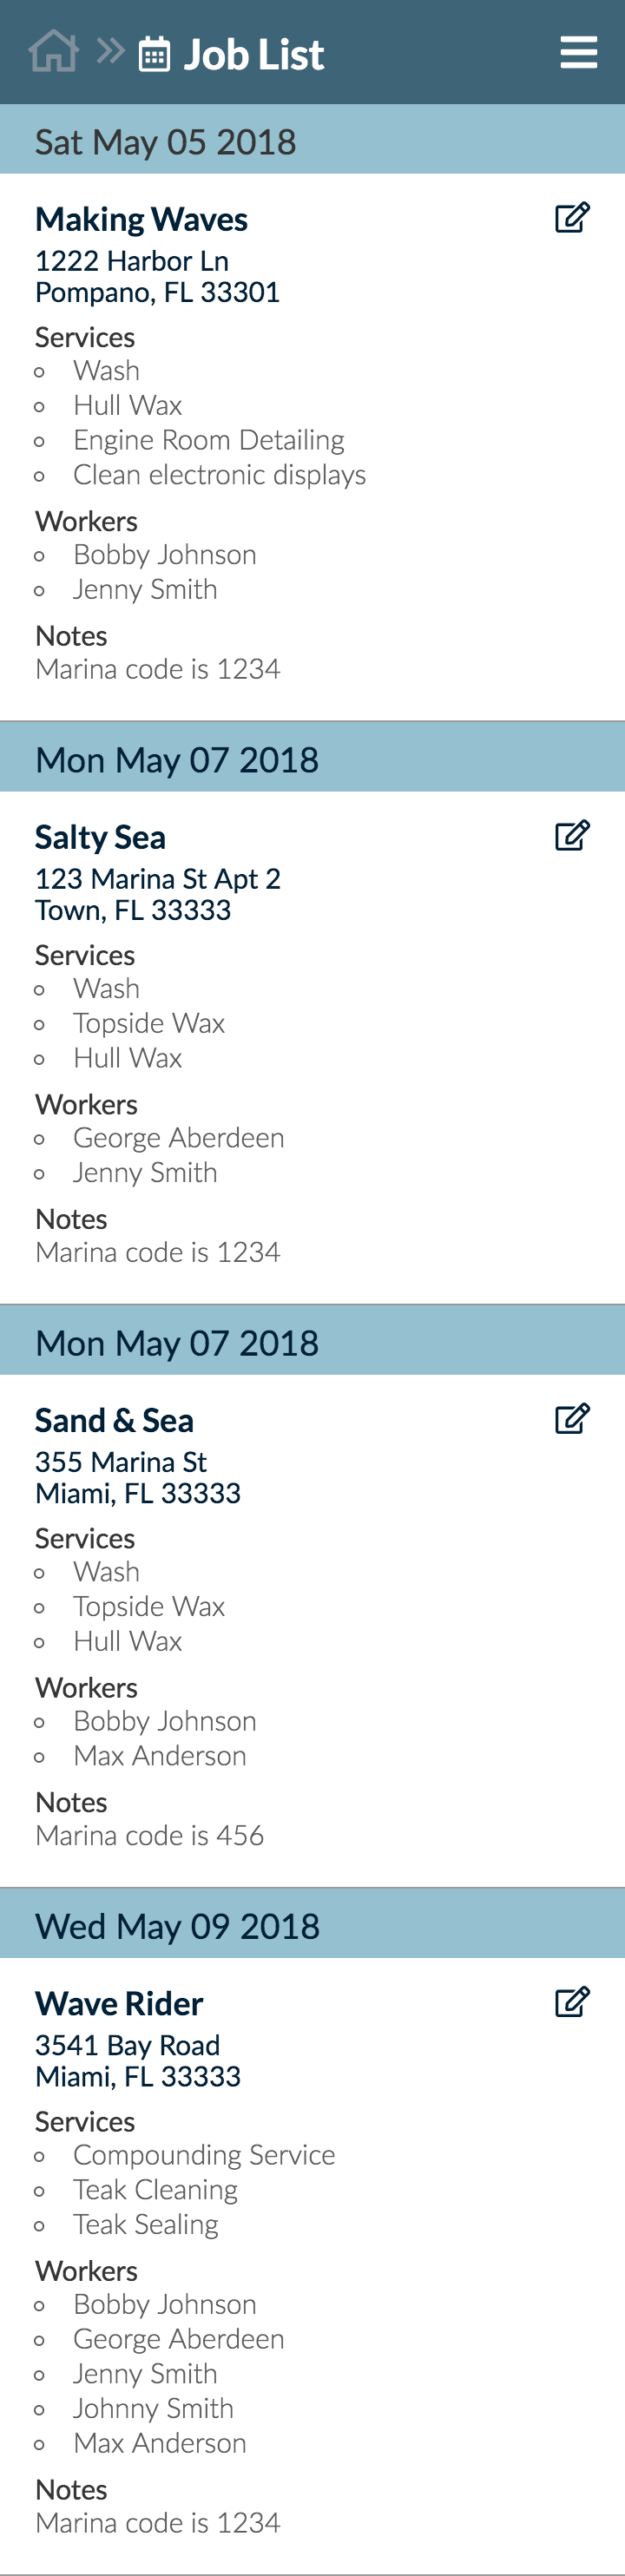 Job List
Sat May 05 2018
Making Waves
1222 Harbor Ln
Pompano, FL 33301
Services
Wash
Hull Wax
Engine Room Detailing
Clean electronic displays
Workers
Bobby Johnson
Jenny Smith
Notes
Marina code is 1234
Mon May 07 2018
Salty Sea
123 Marina St Apt 2
Town, FL 33333
Services
Wash
Topside Wax
Hull Wax
Workers
George Aberdeen
Jenny Smith
Notes
Marina code is 1234
Mon May 07 2018
Sand & Sea
355 Marina St
Miami, FL 33333
Services
Wash
Topside Wax
Hull Wax
Workers
Bobby Johnson
Max Anderson
Notes
Marina code is 456
Wed May 09 2018
Wave Rider
3541 Bay Road
Miami, FL 33333
Services
Compounding Service
Teak Cleaning
Teak Sealing
Workers
Bobby Johnson
George Aberdeen
Jenny Smith
Johnny Smith
Max Anderson
Notes
Marina code is 1234